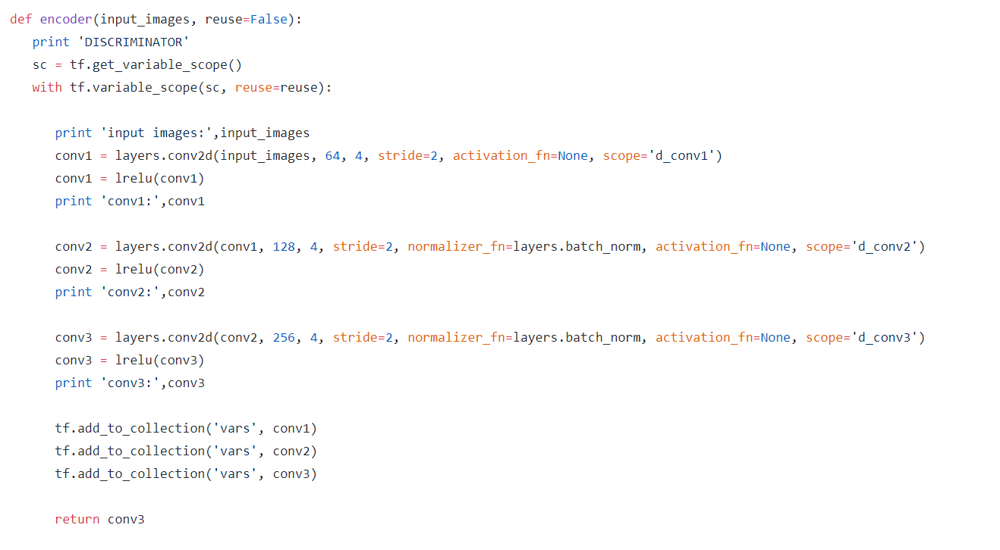 def encoder(input_images, reuse=False):
print 'DISCRIMINATOR'
sc = tf.get_variable_scope()
with tf.variable_scope(sc, reuse=reuse):
print 'input images:',input_images
conv1 = layers.conv2d(input_images, 64, 4, stride=2, activation_fn=None, scope='d_conv1')
conv1 = lrelu(conv1)
print 'conv1:',conv1
conv2 = layers.conv2d(conv1, 128, 4, stride=2, normalizer_fn=layers.batch_norm, activation_fn=None, scope='d_conv2')
conv2 = lrelu(conv2)
print 'conv2:',conv2
conv3 = layers.conv2d(conv2, 256, 4, stride=2, normalizer_fn=layers.batch_norm, activation_fn=None, scope='d_conv3')
conv3 = lrelu(conv3)
print 'conv3:',conv3
tf.add_to_collection('vars', conv1)
tf.add_to_collection('vars', conv2)
tf.add_to_collection('vars', conv3)
return conv3